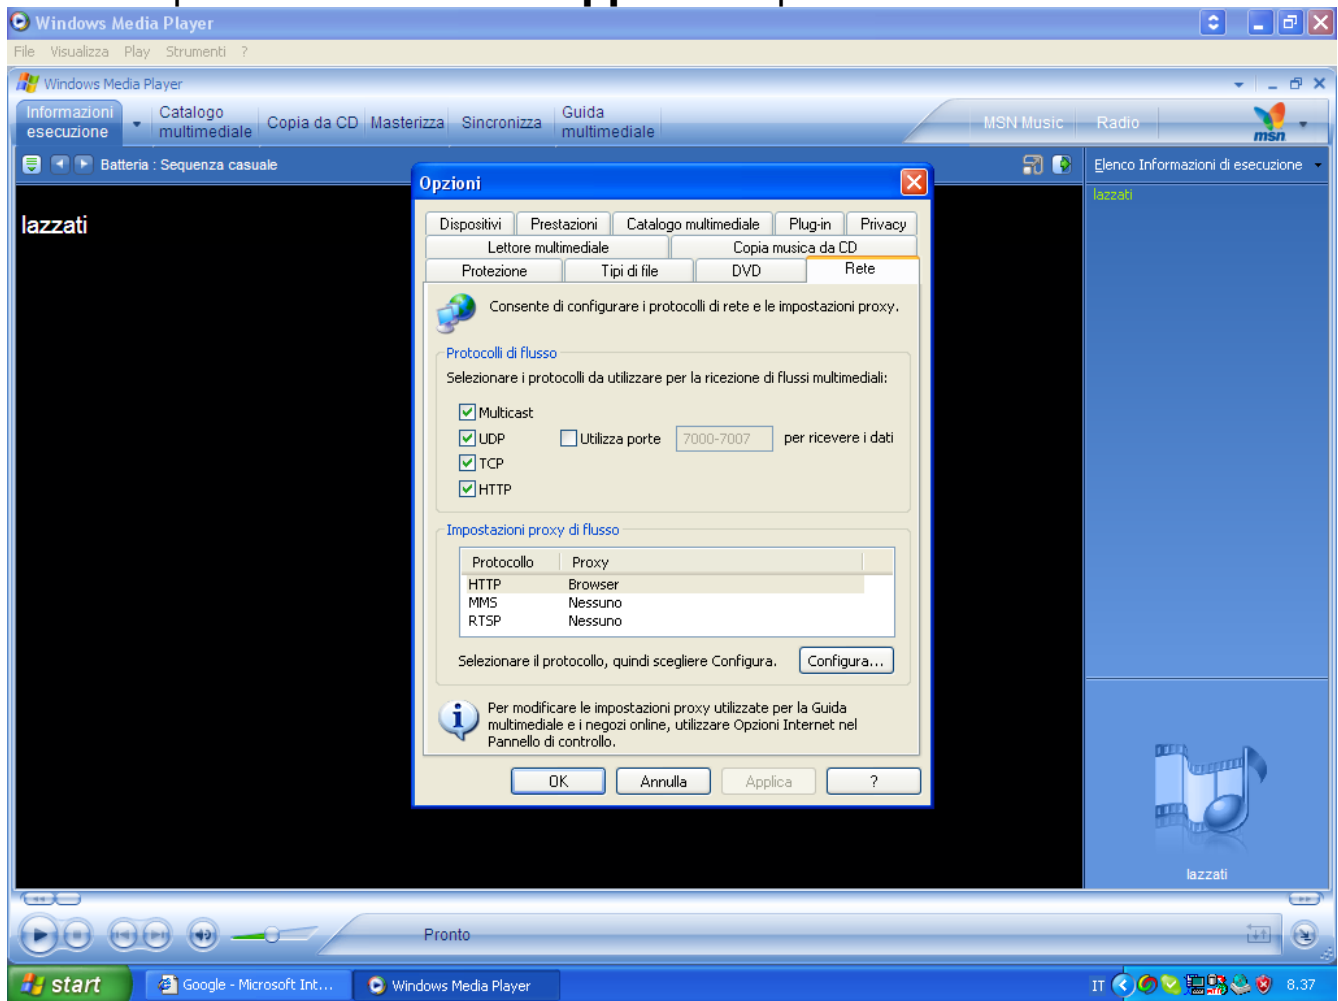 Windows Media Player
File Visualizza Play Strumenti ?
Windows Media Player
Informazioni esecuzione
Catalogo multimediale
Copia da CD
Masterizza
Sincronizza
Guida multimediale
MSN Music
Radio
msn
Batteria : Sequenza casuale
Elenco Informazioni di esecuzione
lazzati
lazzati
Opzioni
Dispositivi Prestazioni Catalogo multimediale Plug-in Privacy
Lettore multimediale Copia musica da CD
Protezione Tipi di file DVD Rete
Consente di configurare i protocolli di rete e le impostazioni proxy.
Protocolli di flusso
Selezionare i protocolli da utilizzare per la ricezione di flussi multimediali:
Multicast
UDP Utilizza porte 7000-7007 per ricevere i dati
TCP
HTTP
Impostazioni proxy di flusso
Protocollo Proxy
HTTP Browser
MMS Nessuno
RTSP Nessuno
Selezionare il protocollo, quindi scegliere Configura. Configura...
Per modificare le impostazioni proxy utilizzate per la Guida
multimediale e i negozi online, utilizzare Opzioni Internet nel
Pannello di controllo.
OK Annulla Applica ?
lazzati
Pronto
start
Google - Microsoft Int...
Windows Media Player
IT
8.37